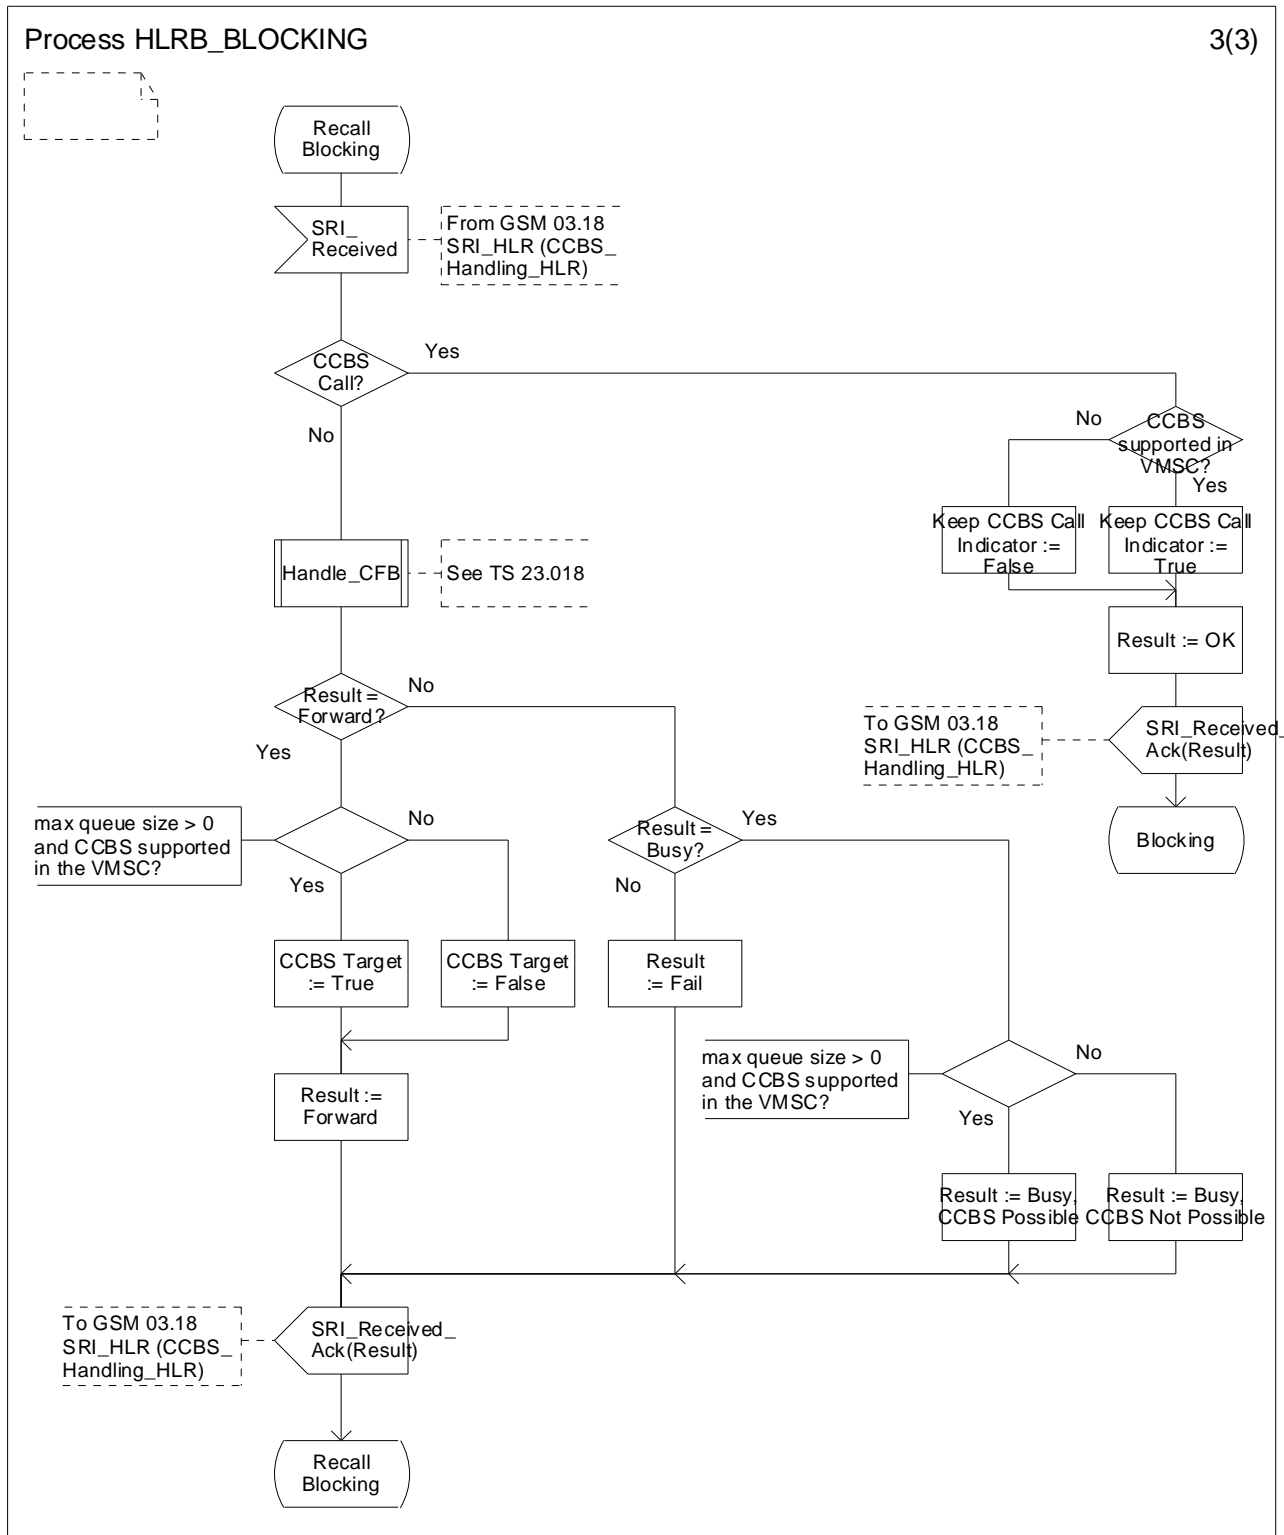 Process HLRB_BLOCKING
3(3)
Recall
Blocking
SRI_
Received
From GSM 03.18
SRI_HLR (CCBS_
Handling_HLR)
CCBS
Call?
Yes
No
No
CCBS
supported in
VMSC?
Yes
Keep CCBS Call
Indicator :=
False
Keep CCBS Call
Indicator :=
True
Handle_CFB
See TS 23.018
Result := OK
Result =
Forward?
No
Yes
To GSM 03.18
SRI_HLR (CCBS_
Handling_HLR)
SRI_Received_
Ack(Result)
max queue size > 0
and CCBS supported
in the VMSC?
No
Yes
Result =
Busy?
Yes
No
Blocking
CCBS Target
:= True
CCBS Target
:= False
Result
:= Fail
max queue size > 0
and CCBS supported
in the VMSC?
No
Yes
Result :=
Forward
Result := Busy,
CCBS Possible
Result := Busy,
CCBS Not Possible
To GSM 03.18
SRI_HLR (CCBS_
Handling_HLR)
SRI_Received_
Ack(Result)
Recall
Blocking